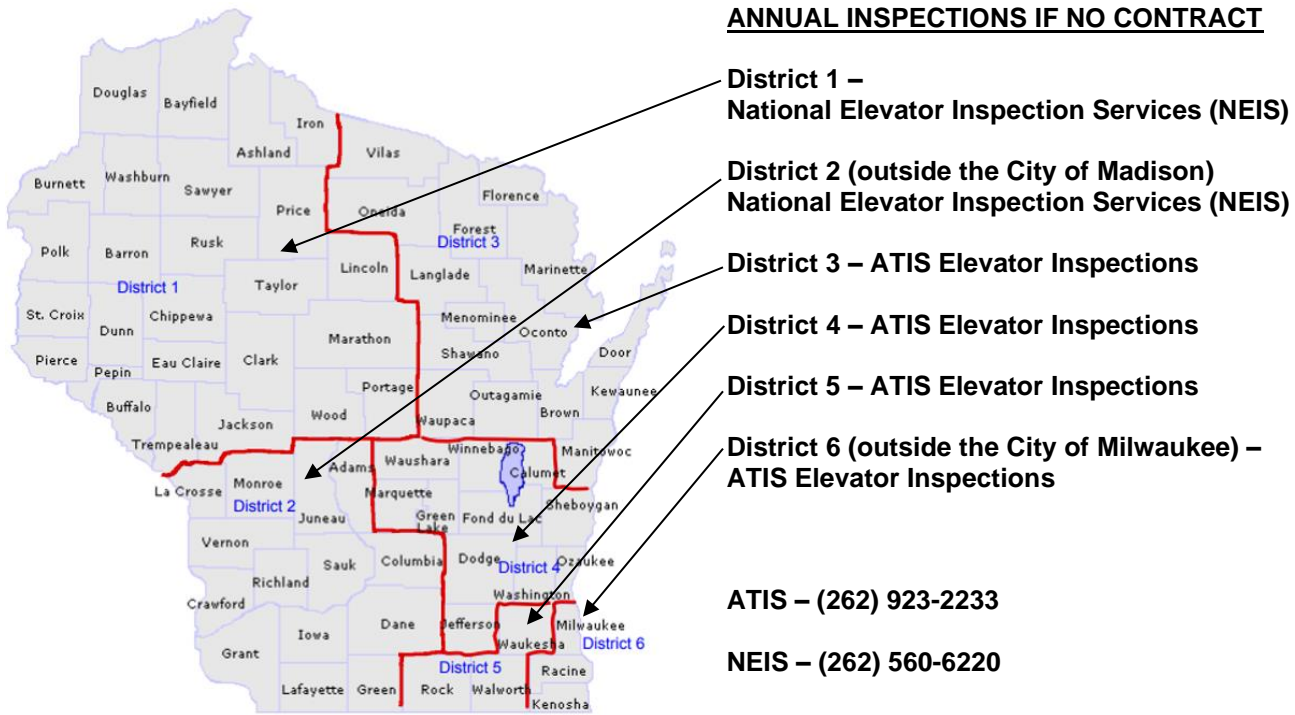 ANNUAL INSPECTIONS IF NO CONTRACT
District 1 –
National Elevator Inspection Services (NEIS)
District 2 (outside the City of Madison)
National Elevator Inspection Services (NEIS)
District 3 – ATIS Elevator Inspections
District 4 – ATIS Elevator Inspections
District 5 – ATIS Elevator Inspections
District 6 (outside the City of Milwaukee) –
ATIS Elevator Inspections
ATIS – (262) 923-2233
NEIS – (262) 560-6220
Douglas
Bayfield
Iron
Ashland
Vilas
Burnett
Washburn
Sawyer
Price
Oneida
Florence
Forest
District 3
Polk
Barron
Rusk
Lincoln
Langlade
Marinette
District 1
Taylor
St. Croix
Dunn
Chippewa
Menominee
Oconto
Marathon
Pierce
Pepin
Eau Claire
Clark
Shawano
Door
Buffalo
Portage
Outagamie
Kewaunee
Jackson
Wood
Waupaca
Brown
Trempealeau
Winnebago
Manitowoc
Adams
Waushara
Calumet
La Crosse
Monroe
Marquette
District 2
Juneau
Green
Lake
Fond du Lac
Sheboygan
Vernon
Sauk
Columbia
Dodge
Ozaukee
District 4
Richland
Washington
Crawford
Iowa
Dane
Jefferson
Milwaukee
Waukesha
District 6
Grant
District 5
Racine
Lafayette
Green
Rock
Walworth
Kenosha